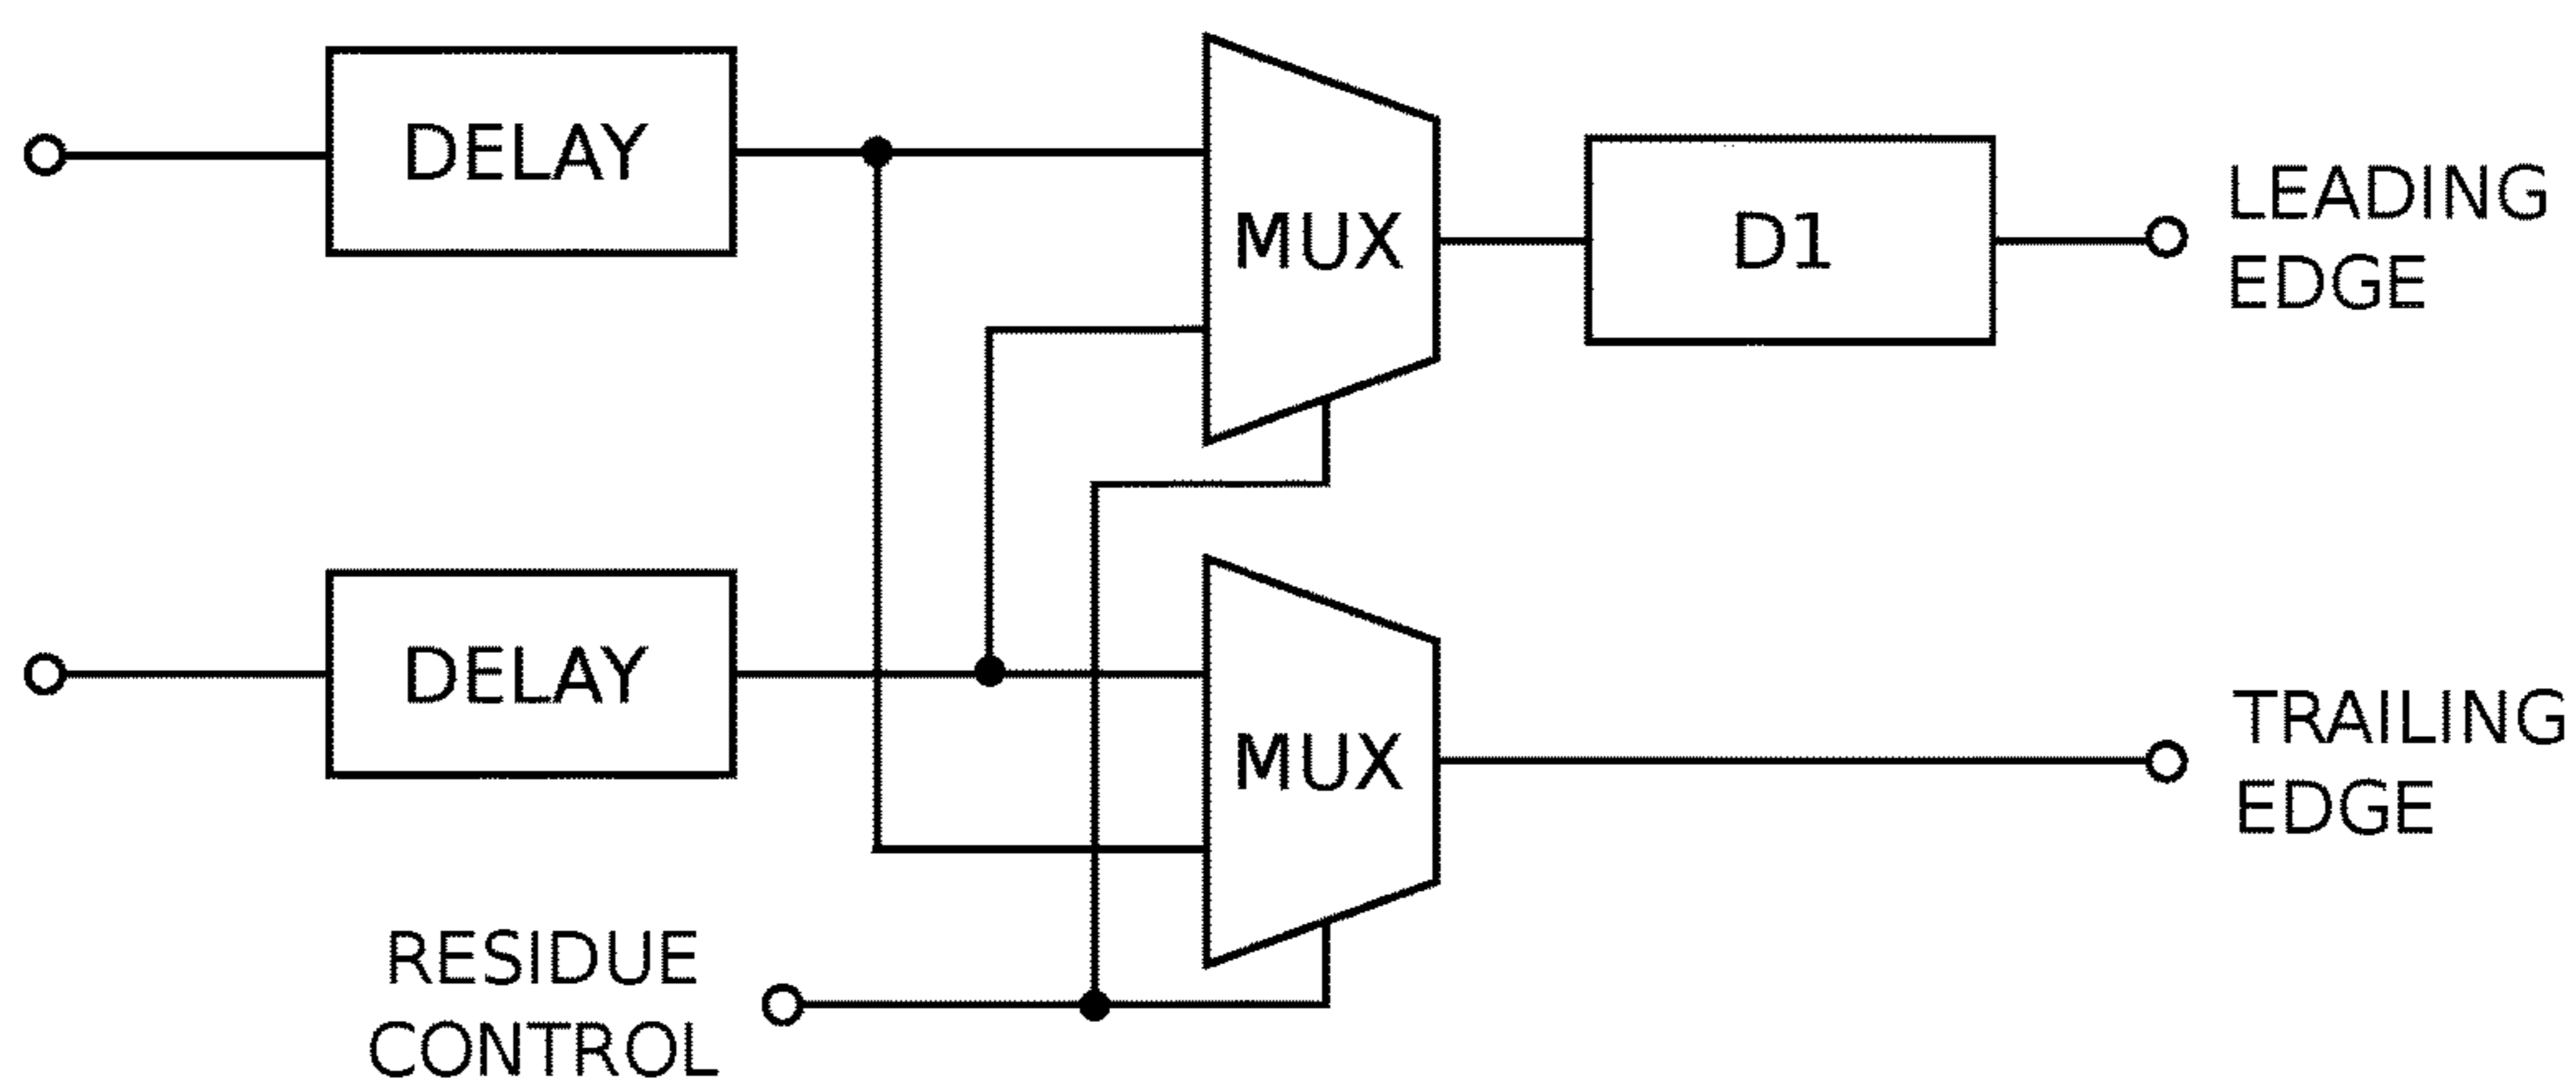 DELAY
MUX
D1
LEADING
EDGE
DELAY
MUX
TRAILING
EDGE
RESIDUE
CONTROL